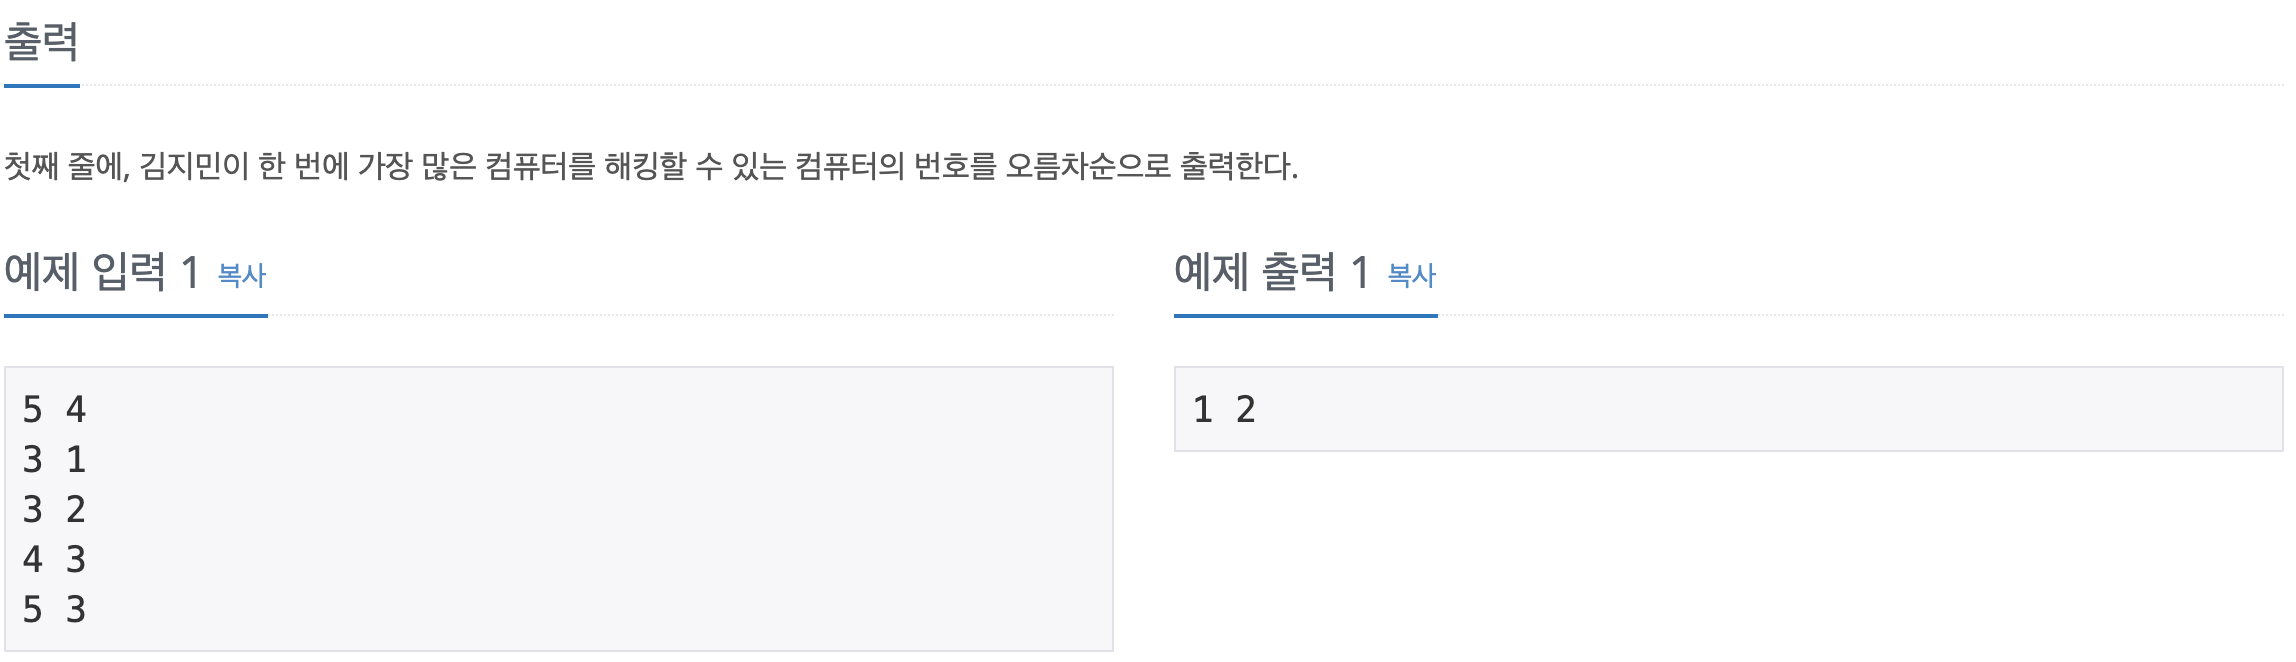 출력
첫째 줄에, 김지민이 한 번에 가장 많은 컴퓨터를 해킹할 수 있는 컴퓨터의 번호를 오름차순으로 출력한다.
예제 입력 1 복사
5 4
3 1
3 2
4 3
5 3
예제 출력 1 복사
1 2